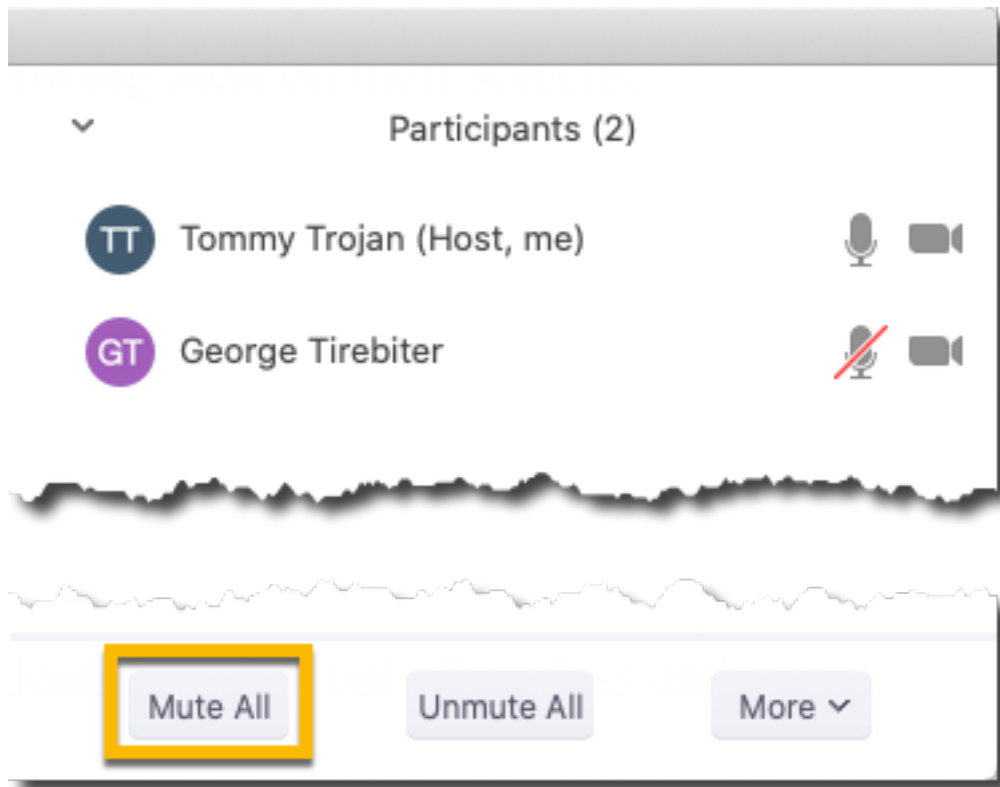 Participants (2)
TT Tommy Trojan (Host, me)
GT George Tirebiter
Mute All Unmute All More